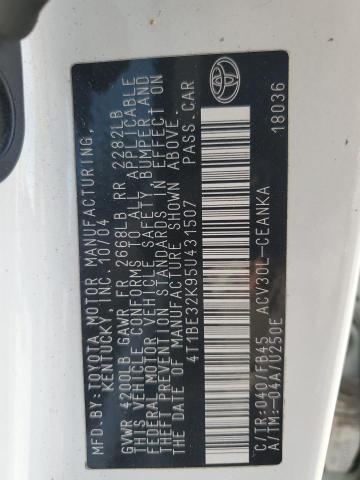 MFD.BY:TOYOTA MOTOR MANUFACTURING,
KENTUCKY, INC. 10/04
GVWR 4200LB GAWR FR 2668LB RR 2282LB
THIS VEHICLE CONFORMS TO ALL APPLICABLE
FEDERAL MOTOR VEHICLE SAFETY, BUMPER, AND
THEFT PREVENTION STANDARDS IN EFFECT ON
THE DATE OF MANUFACTURE SHOWN ABOVE.
4T1BE32K95U431507 PASS.CAR
C/TR:040/FB45 ACV30L-CEANKA
A/TM:-04A/U250E 18036